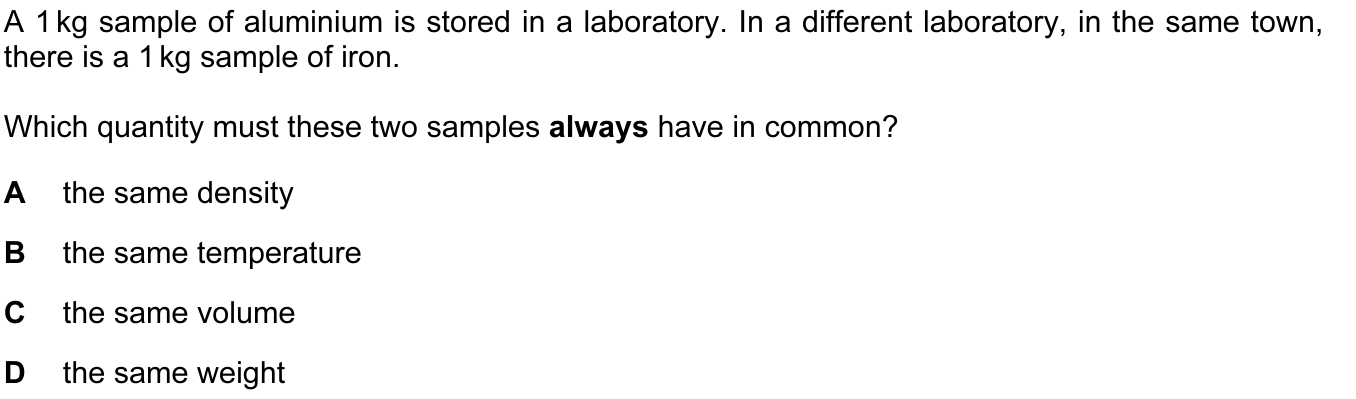 A 1 kg sample of aluminium is stored in a laboratory. In a different laboratory, in the same town,
there is a 1 kg sample of iron.
Which quantity must these two samples always have in common?
A the same density
B the same temperature
C the same volume
D the same weight